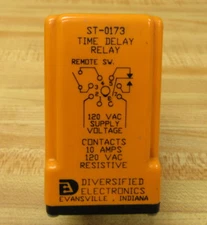 ST-0173
TIME DELAY
RELAY
REMOTE SW.
120 VAC
SUPPLY
VOLTAGE
CONTACTS
10 AMPS
120 VAC
RESISTIVE
DIVERSIFIED
ELECTRONICS
EVANSVILLE, INDIANA